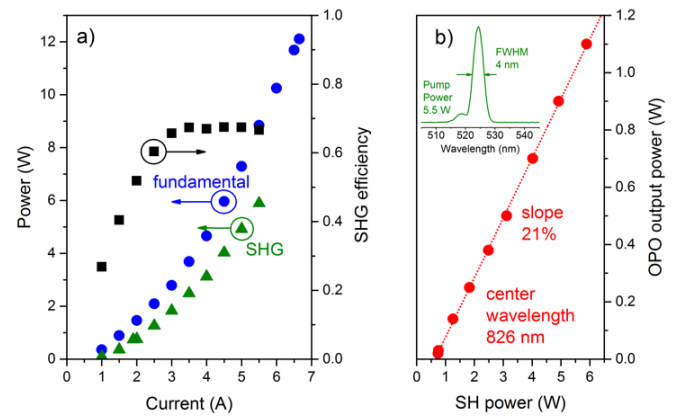 a)
12
10
8
6
4
2
0
Power (W)
0 1 2 3 4 5 6 7
Current (A)
1.0
0.8
0.6
0.4
0.2
0.0
SHG efficiency
fundamental
SHG
b)
FWHM
4 nm
Pump
Power
5.5 W
510 520 530 540
Wavelength (nm)
slope
21%
center
wavelength
826 nm
0 1 2 3 4 5 6
SH power (W)
1.2
1.0
0.8
0.6
0.4
0.2
0.0
OPO output power (W)